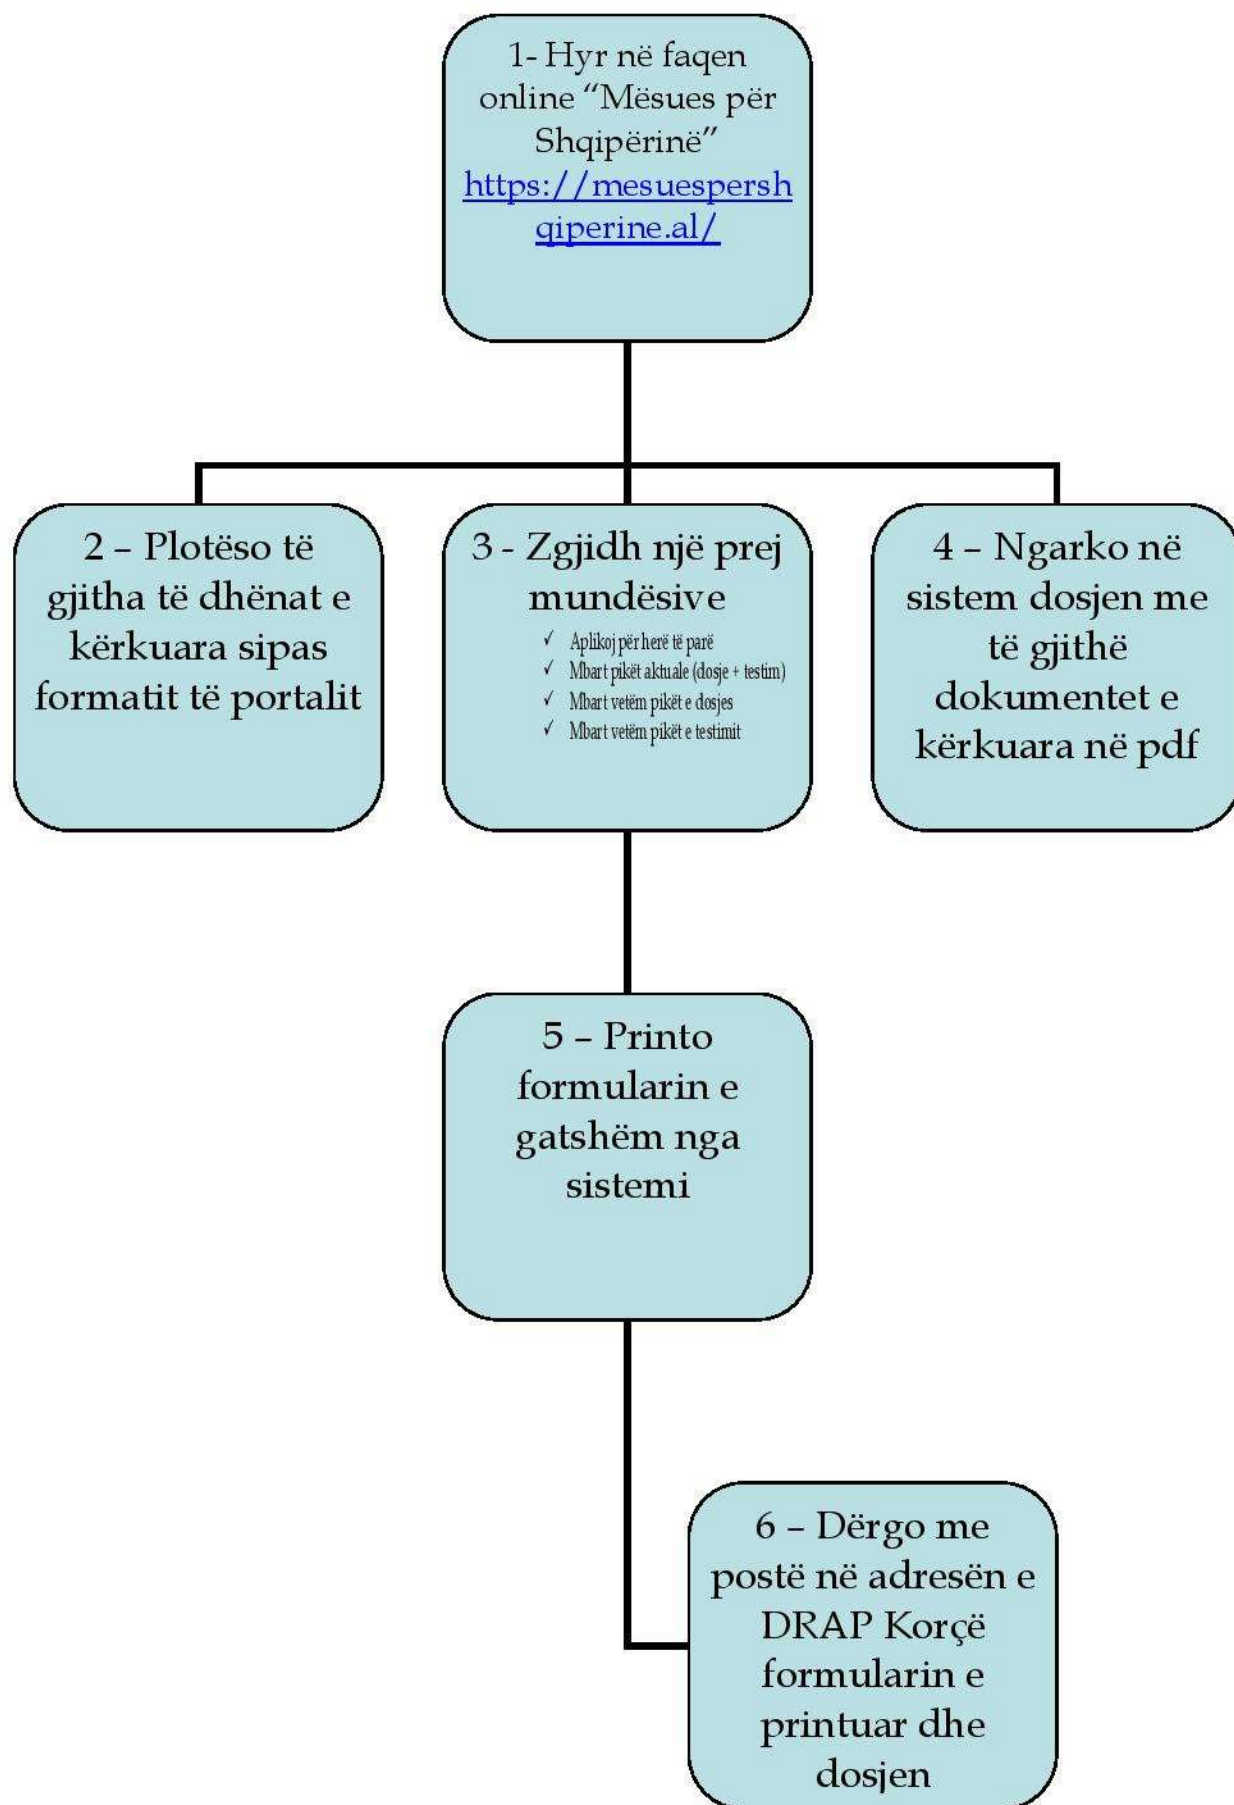 1- Hyr në faqen
online “Mësues për
Shqipërinë”
https://mesuespersh
qiperine.al/
2 – Plotëso të
gjitha të dhënat e
kërkuara sipas
formatit të portalit
3 - Zgjidh një prej
mundësive
✓ Aplikoj për herë të parë
✓ Mbart pikët aktuale (dosje + testim)
✓ Mbart vetëm pikët e dosjes
✓ Mbart vetëm pikët e testimit
4 – Ngarko në
sistem dosjen me
të gjithë
dokumentet e
kërkuara në pdf
5 – Printo
formularin e
gatshëm nga
sistemi
6 – Dërgo me
postë në adresën e
DRAP Korçë
formularin e
printuar dhe
dosjen